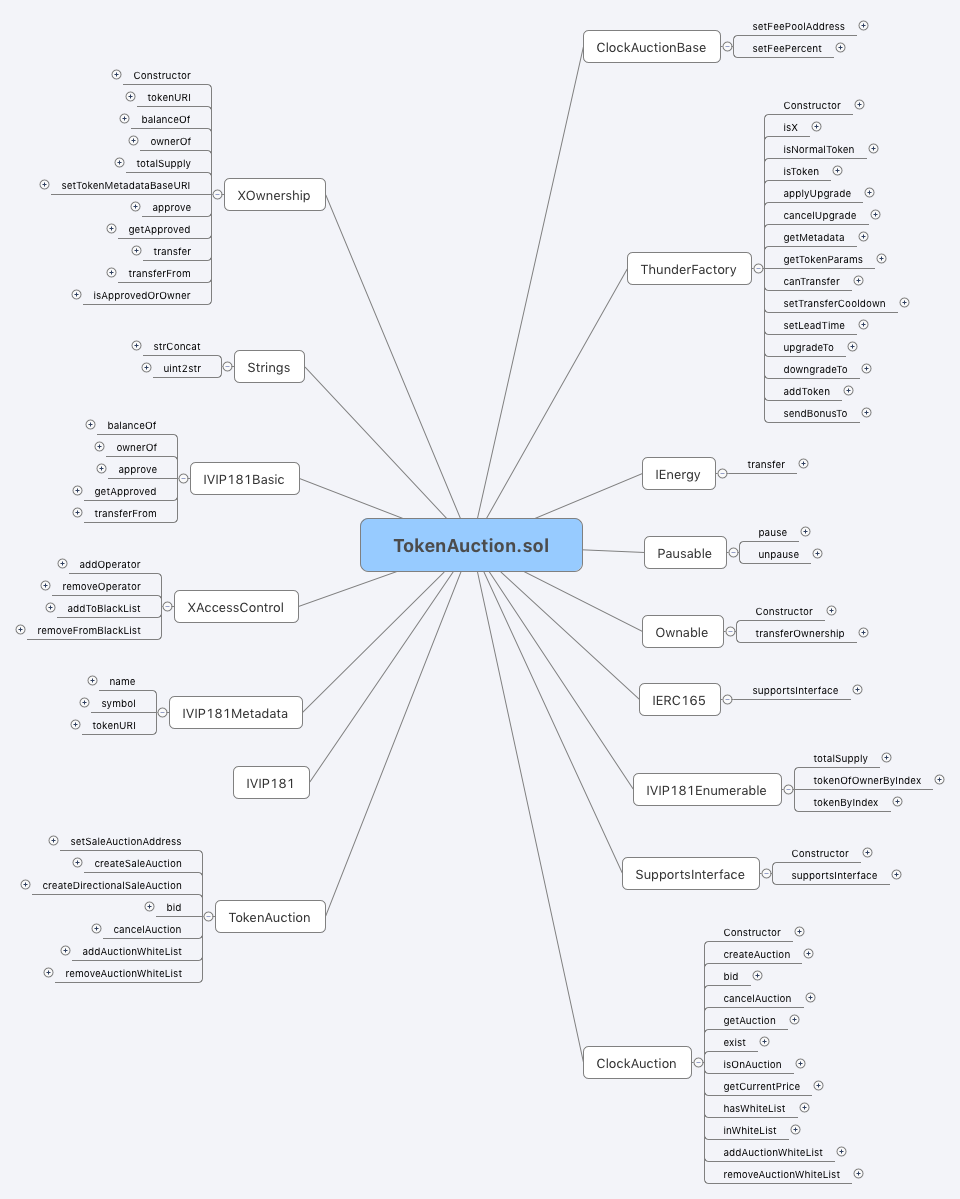 TokenAuction.sol
ClockAuctionBase
setFeePoolAddress
setFeePercent
ThunderFactory
Constructor
isX
isNormalToken
isToken
applyUpgrade
cancelUpgrade
getMetadata
getTokenParams
canTransfer
setTransferCooldown
setLeadTime
upgradeTo
downgradeTo
addToken
sendBonusTo
IEnergy
transfer
Pausable
pause
unpause
Ownable
Constructor
transferOwnership
IERC165
supportsInterface
IVIP181Enumerable
totalSupply
tokenOfOwnerByIndex
tokenByIndex
SupportsInterface
Constructor
supportsInterface
ClockAuction
Constructor
createAuction
bid
cancelAuction
getAuction
exist
isOnAuction
getCurrentPrice
hasWhiteList
inWhiteList
addAuctionWhiteList
removeAuctionWhiteList
XOwnership
Constructor
tokenURI
balanceOf
ownerOf
totalSupply
setTokenMetadataBaseURI
approve
getApproved
transfer
transferFrom
isApprovedOrOwner
Strings
strConcat
uint2str
IVIP181Basic
balanceOf
ownerOf
approve
getApproved
transferFrom
XAccessControl
addOperator
removeOperator
addToBlackList
removeFromBlackList
IVIP181Metadata
name
symbol
tokenURI
IVIP181
TokenAuction
setSaleAuctionAddress
createSaleAuction
createDirectionalSaleAuction
bid
cancelAuction
addAuctionWhiteList
removeAuctionWhiteList